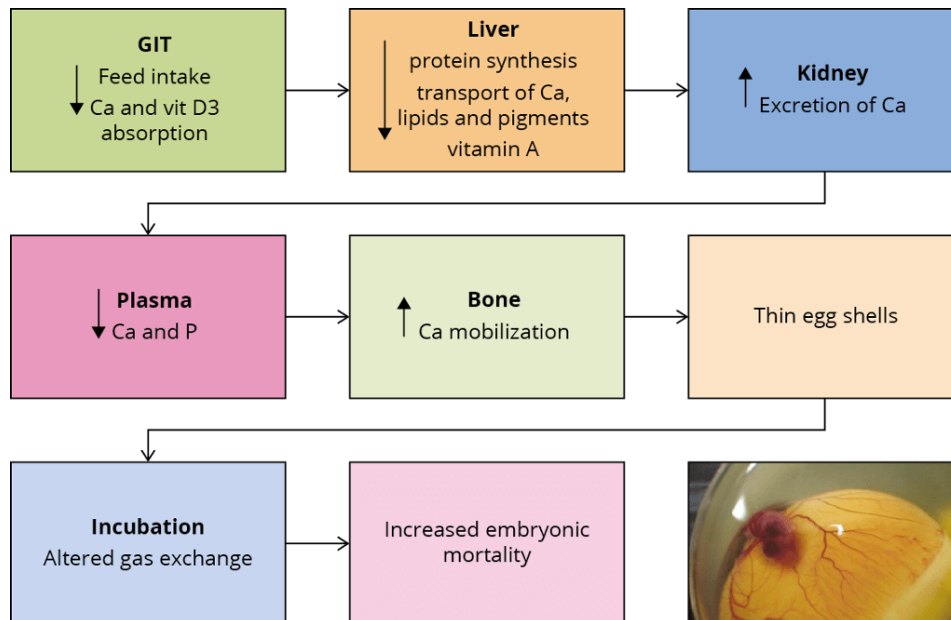 GIT
Feed intake
Ca and vit D3
absorption
Liver
protein synthesis
transport of Ca,
lipids and pigments
vitamin A
Kidney
Excretion of Ca
Plasma
Ca and P
Bone
Ca mobilization
Thin egg shells
Incubation
Altered gas exchange
Increased embryonic
mortality